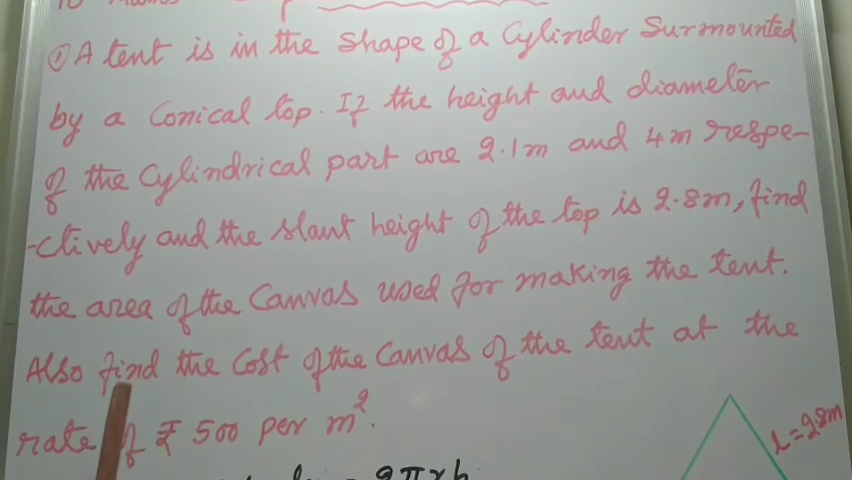 ① A tent is in the shape of a Cylinder Surmounted
by a Conical top. If the height and diameter
of the Cylindrical part are 2.1m and 4m respe-
-ctively and the slant height of the top is 2.8m, find
the area of the Canvas used for making the tent.
Also find the Cost of the Canvas of the tent at the
rate of ₹ 500 per m².
l=2.8m
2πrh